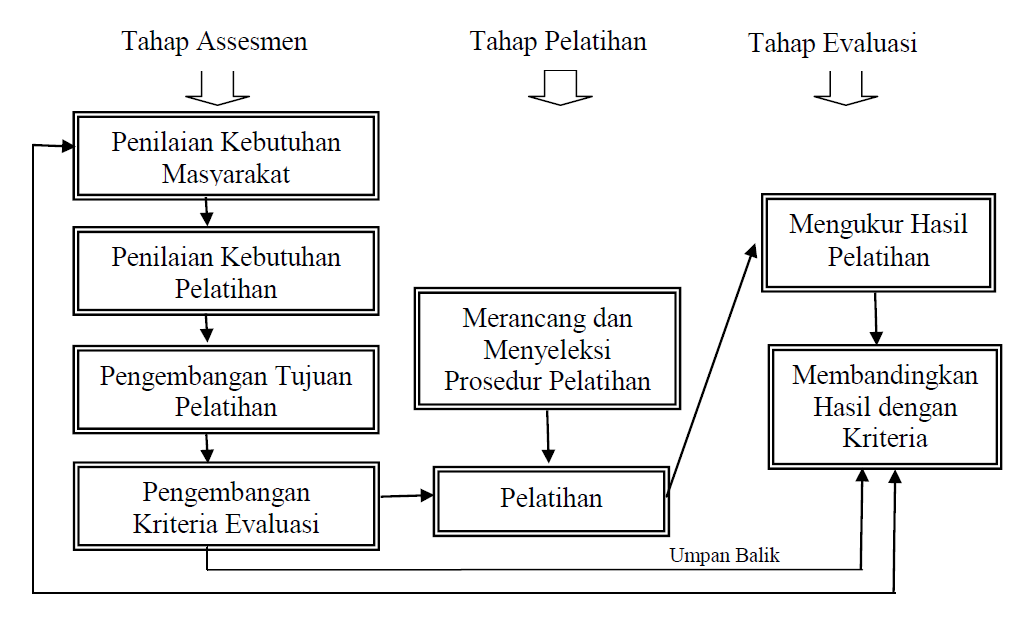 Tahap Assesmen
Tahap Pelatihan
Tahap Evaluasi
Penilaian Kebutuhan
Masyarakat
Penilaian Kebutuhan
Pelatihan
Pengembangan Tujuan
Pelatihan
Pengembangan
Kriteria Evaluasi
Merancang dan
Menyeleksi
Prosedur Pelatihan
Pelatihan
Mengukur Hasil
Pelatihan
Membandingkan
Hasil dengan
Kriteria
Umpan Balik